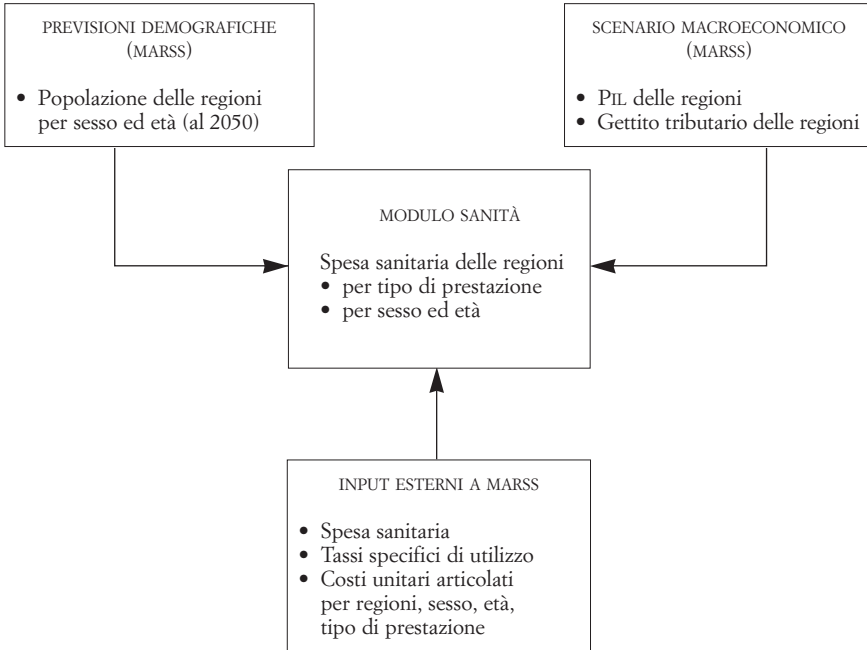 PREVISIONI DEMOGRAFICHE
(MARSS)
• Popolazione delle regioni
per sesso ed età (al 2050)
SCENARIO MACROECONOMICO
(MARSS)
• PIL delle regioni
• Gettito tributario delle regioni
MODULO SANITÀ
Spesa sanitaria delle regioni
• per tipo di prestazione
• per sesso ed età
INPUT ESTERNI A MARSS
• Spesa sanitaria
• Tassi specifici di utilizzo
• Costi unitari articolati
per regioni, sesso, età,
tipo di prestazione